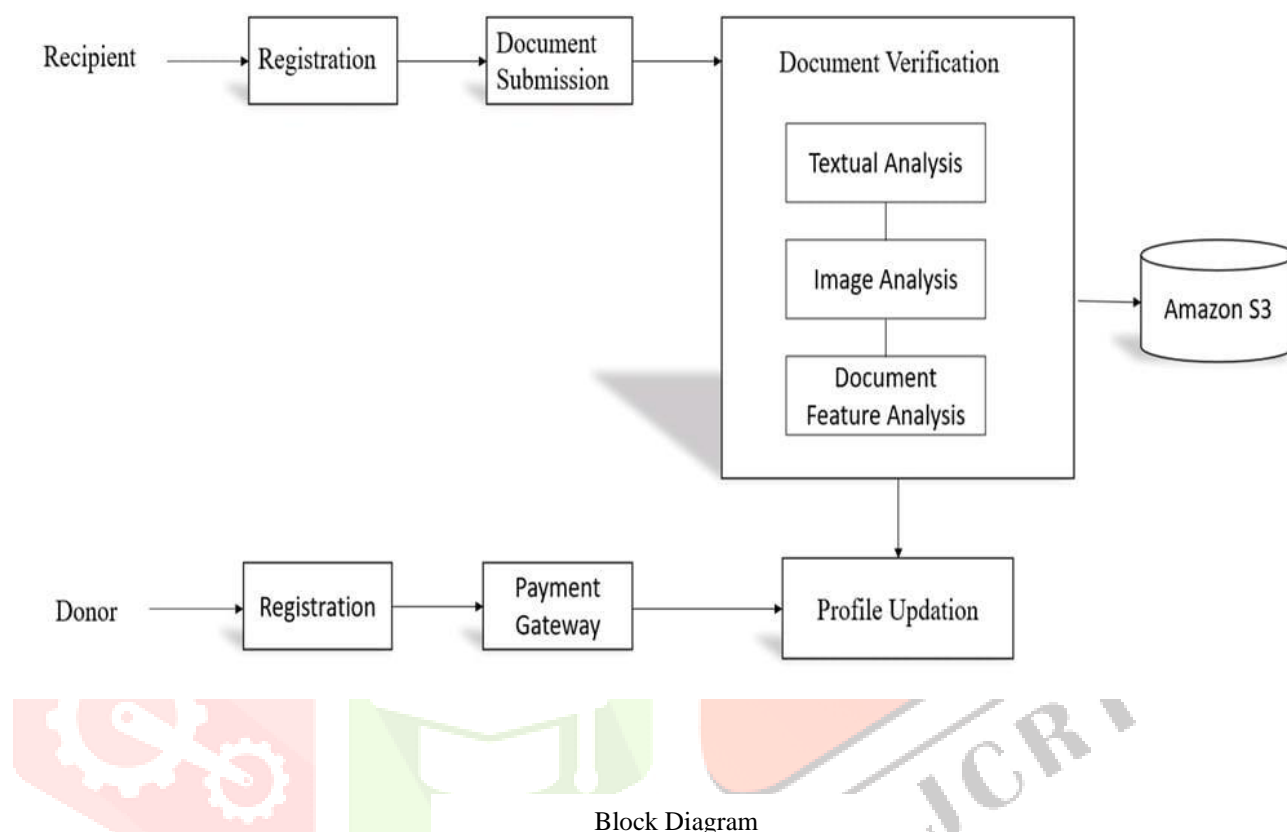 Recipient
Registration
Document
Submission
Document Verification
Textual Analysis
Image Analysis
Document
Feature Analysis
Amazon S3
Donor
Registration
Payment
Gateway
Profile Updation
JCRT
Block Diagram